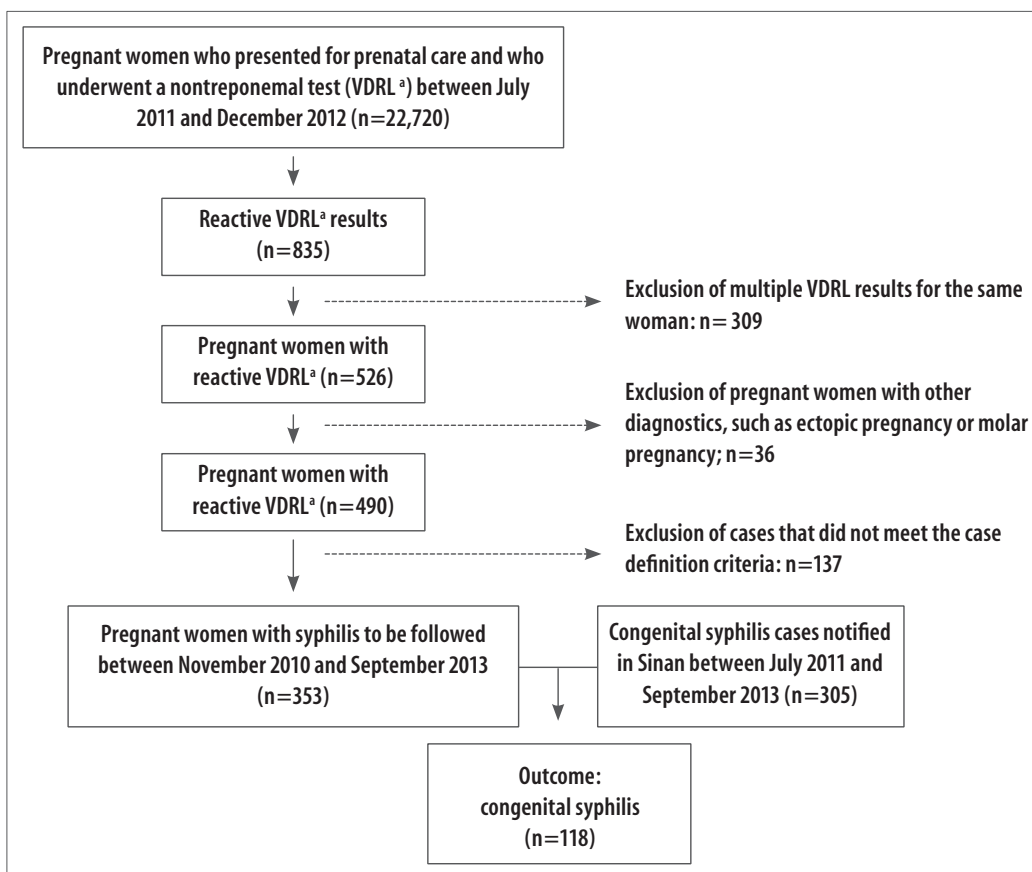 Pregnant women who presented for prenatal care and who
underwent a nontreponemal test (VDRL ª) between July
2011 and December 2012 (n=22,720)
Reactive VDRLª results
(n=835)
Exclusion of multiple VDRL results for the same
woman: n= 309
Pregnant women with
reactive VDRLª (n=526)
Exclusion of pregnant women with other
diagnostics, such as ectopic pregnancy or molar
pregnancy; n=36
Pregnant women with
reactive VDRLª (n=490)
Exclusion of cases that did not meet the case
definition criteria: n=137
Pregnant women with syphilis to be followed
between November 2010 and September 2013
(n=353)
Congenital syphilis cases notified
in Sinan between July 2011 and
September 2013 (n=305)
Outcome:
congenital syphilis
(n=118)